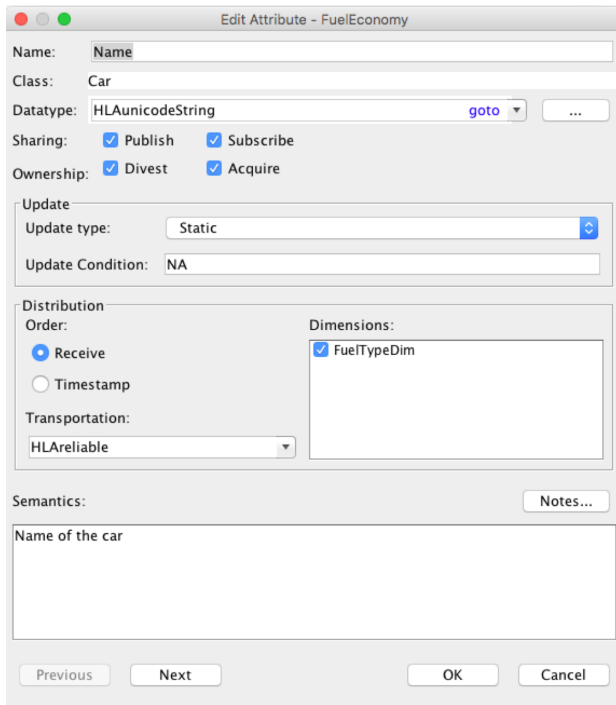 Edit Attribute - FuelEconomy
Name: Name
Class: Car
Datatype: HLAunicodeString goto ...
Sharing: Publish Subscribe
Ownership: Divest Acquire
Update
Update type: Static
Update Condition: NA
Distribution
Order: Dimensions:
Receive FuelTypeDim
Timestamp
Transportation:
HLAreliable
Semantics: Notes...
Name of the car
Previous Next OK Cancel